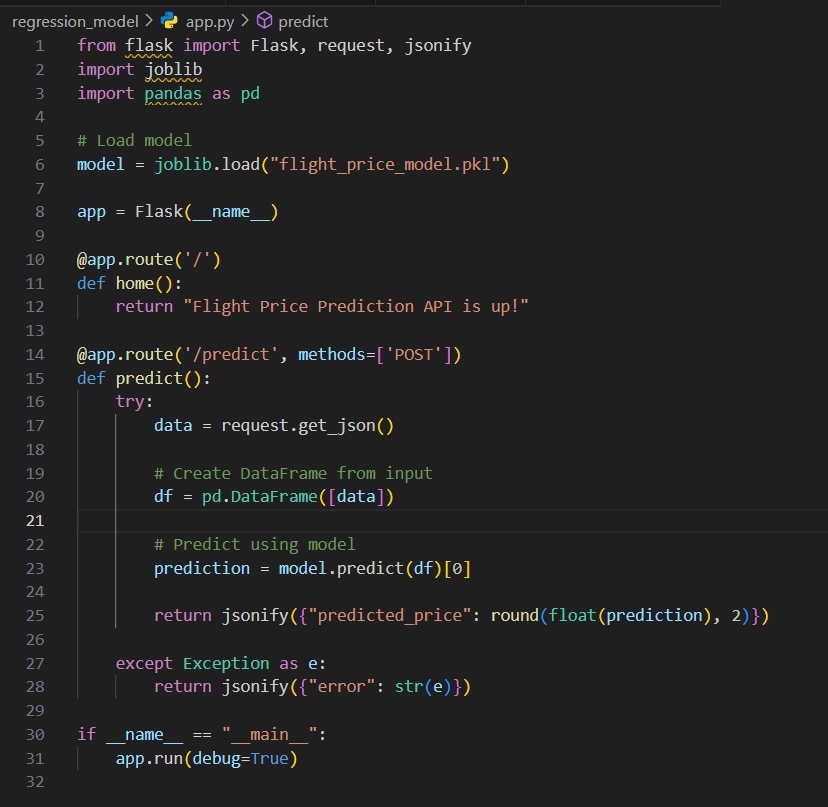 regression_model > app.py > predict
1 from flask import Flask, request, jsonify
2 import joblib
3 import pandas as pd
4
5 # Load model
6 model = joblib.load("flight_price_model.pkl")
7
8 app = Flask(__name__)
9
10 @app.route('/')
11 def home():
12     return "Flight Price Prediction API is up!"
13
14 @app.route('/predict', methods=['POST'])
15 def predict():
16     try:
17         data = request.get_json()
18
19         # Create DataFrame from input
20         df = pd.DataFrame([data])
21
22         # Predict using model
23         prediction = model.predict(df)[0]
24
25         return jsonify({"predicted_price": round(float(prediction), 2)})
26
27     except Exception as e:
28         return jsonify({"error": str(e)})
29
30 if __name__ == "__main__":
31     app.run(debug=True)
32